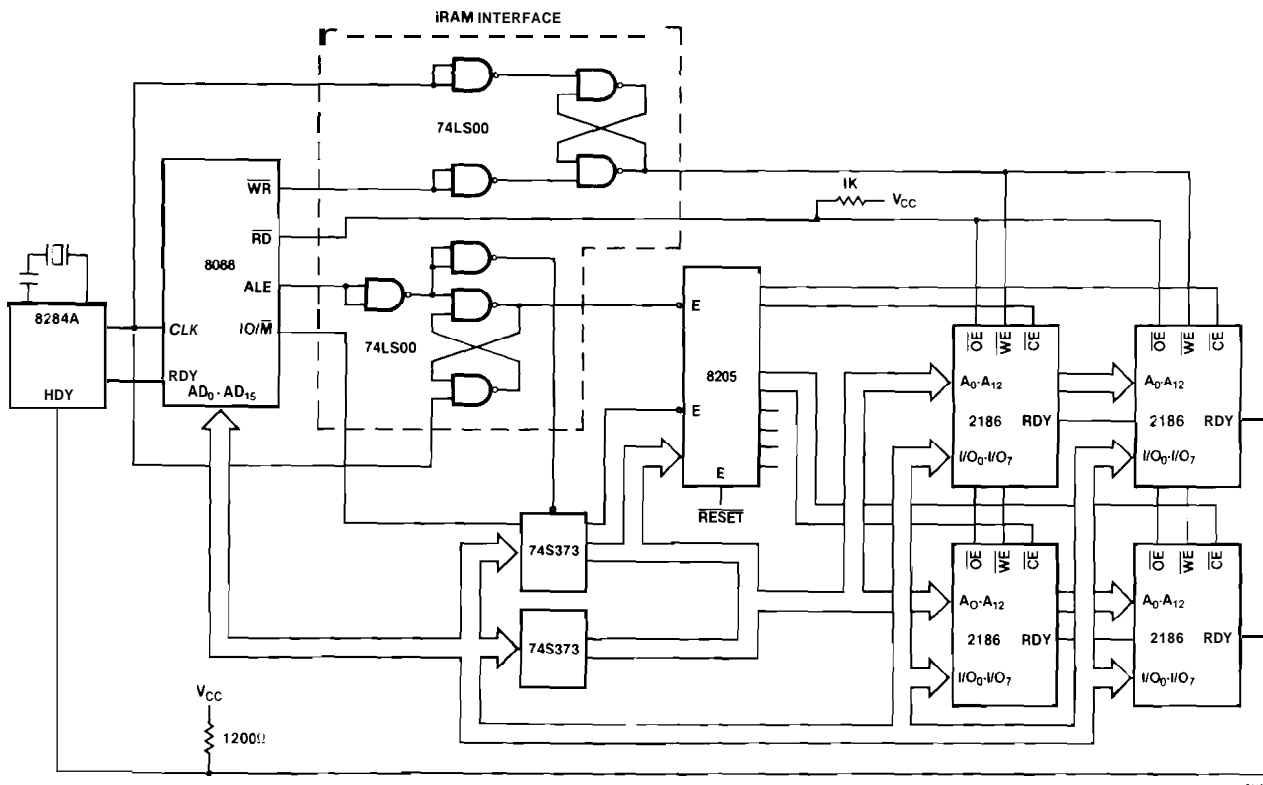 iRAM INTERFACE
74LS00
WR
RD
8088
ALE
IO/M
CLK
RDY
AD0 - AD15
8284A
HDY
74LS00
1K
VCC
E
8205
E
E
RESET
OE WE CE
A0-A12
2186 RDY
I/O0-I/O7
OE WE CE
A0-A12
2186 RDY
I/O0-I/O7
74S373
74S373
OE WE CE
AO-A12
2186 RDY
I/O0-I/O7
OE WE CE
A0-A12
2186 RDY
I/O0-I/O7
VCC
1200Ω